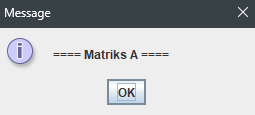 Message
==== Matriks A ====
OK